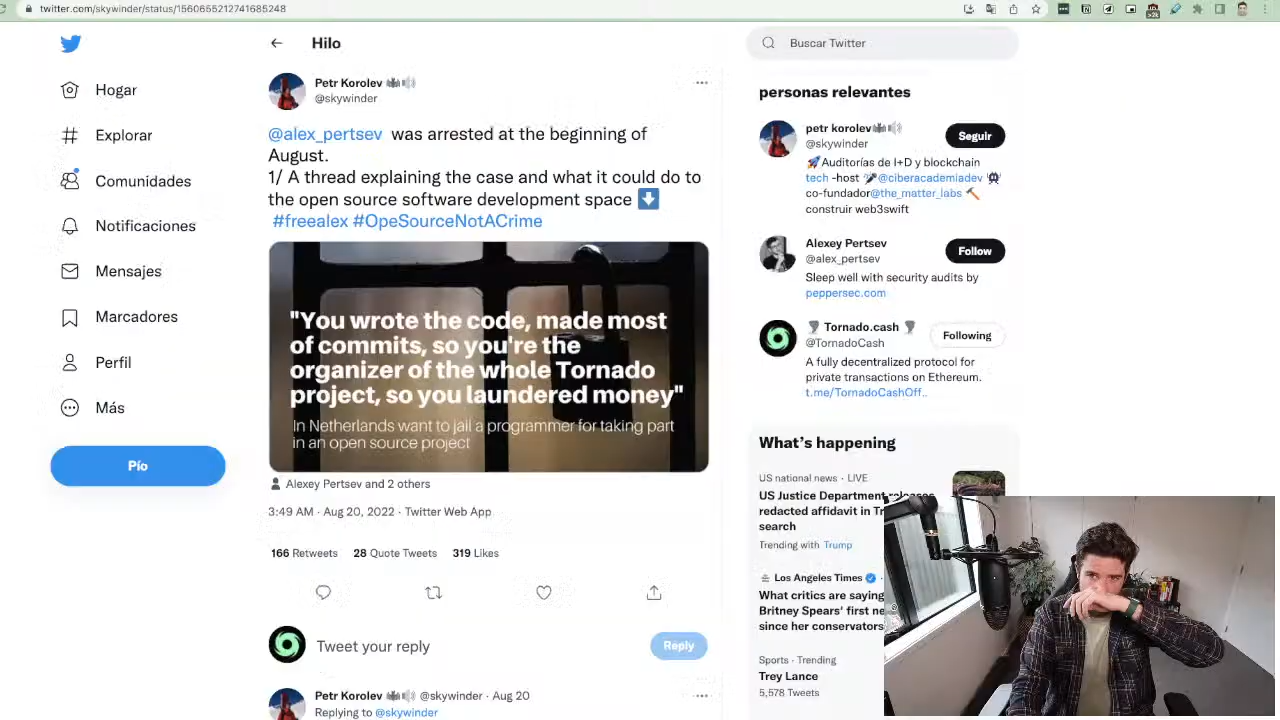 twitter.com/skywinder/status/1560655212741685248
>2k
Hogar
Explorar
Comunidades
Notificaciones
Mensajes
Marcadores
Perfil
Más
Pío
Hilo
Petr Korolev
@skywinder
@alex_pertsev was arrested at the beginning of
August.
1/ A thread explaining the case and what it could do to
the open source software development space
#freealex #OpeSourceNotACrime
"You wrote the code, made most
of commits, so you're the
organizer of the whole Tornado
project, so you laundered money"
In Netherlands want to jail a programmer for taking part
in an open source project
Alexey Pertsev and 2 others
3:49 AM · Aug 20, 2022 · Twitter Web App
166 Retweets 28 Quote Tweets 319 Likes
Tweet your reply
Reply
Petr Korolev @skywinder · Aug 20
Replying to @skywinder
Buscar Twitter
personas relevantes
petr korolev
@skywinder
Seguir
Auditorías de I+D y blockchain
tech -host @ciberacademiadev
co-fundador@the_matter_labs
construir web3swift
Alexey Pertsev
@alex_pertsev
Follow
Sleep well with security audits by
peppersec.com
Tornado.cash
@TornadoCash
Following
A fully decentralized protocol for
private transactions on Ethereum.
t.me/TornadoCashOff..
What's happening
US national news · LIVE
US Justice Department releases
redacted affidavit in
search
Trending with Trump
Los Angeles Times ·
What critics are saying
Britney Spears' first
since her conservators
Sports · Trending
Trey Lance
5,578 Tweets